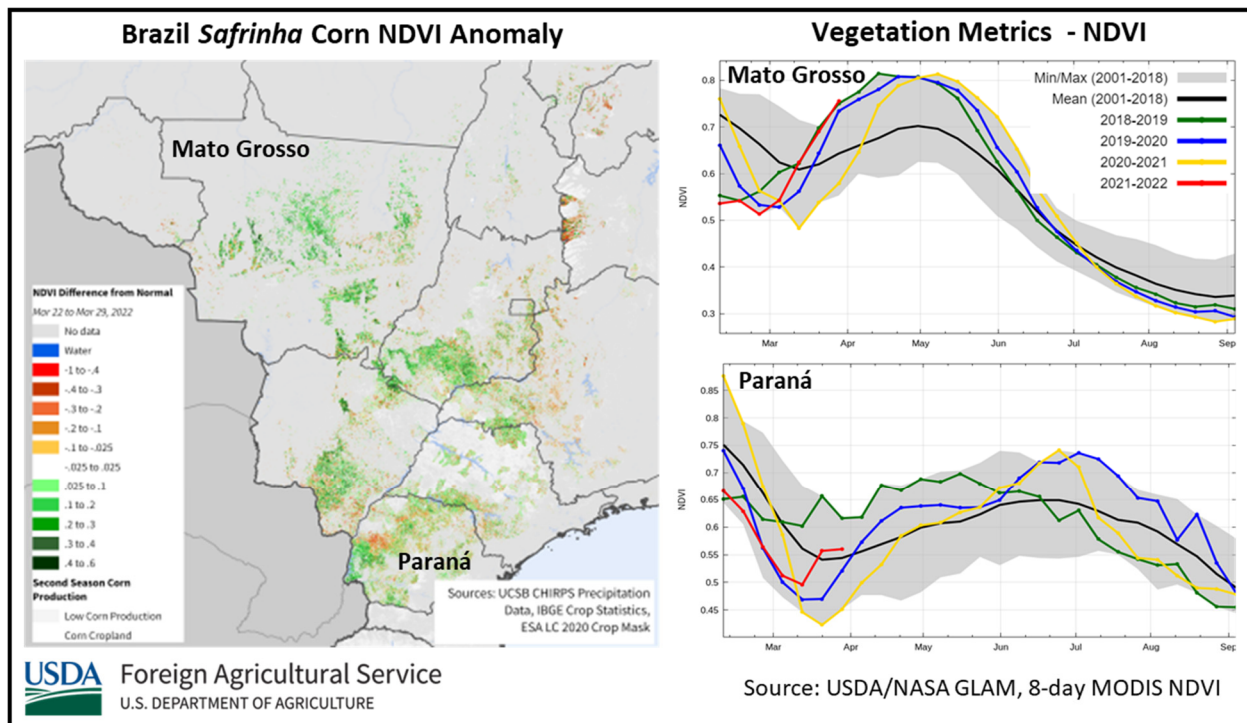 Brazil Safrinha Corn NDVI Anomaly
Mato Grosso
Paraná
NDVI Difference from Normal
Mar 22 to Mar 29, 2022
No data
Water
-1 to -.4
-.4 to -.3
-.3 to -.2
-.2 to -.1
-.1 to -.025
-.025 to .025
.025 to .1
.1 to .2
.2 to .3
.3 to .4
.4 to .6
Second Season Corn
Production
Low Corn Production
Corn Cropland
Sources: UCSB CHIRPS Precipitation
Data, IBGE Crop Statistics,
ESA LC 2020 Crop Mask
USDA
Foreign Agricultural Service
U.S. DEPARTMENT OF AGRICULTURE
Vegetation Metrics - NDVI
Mato Grosso
Min/Max (2001-2018)
Mean (2001-2018)
2018-2019
2019-2020
2020-2021
2021-2022
NDVI
0.8
0.7
0.6
0.5
0.4
0.3
Mar Apr May Jun Jul Aug Sep
Paraná
NDVI
0.85
0.8
0.75
0.7
0.65
0.6
0.55
0.5
0.45
Mar Apr May Jun Jul Aug Sep
Source: USDA/NASA GLAM, 8-day MODIS NDVI